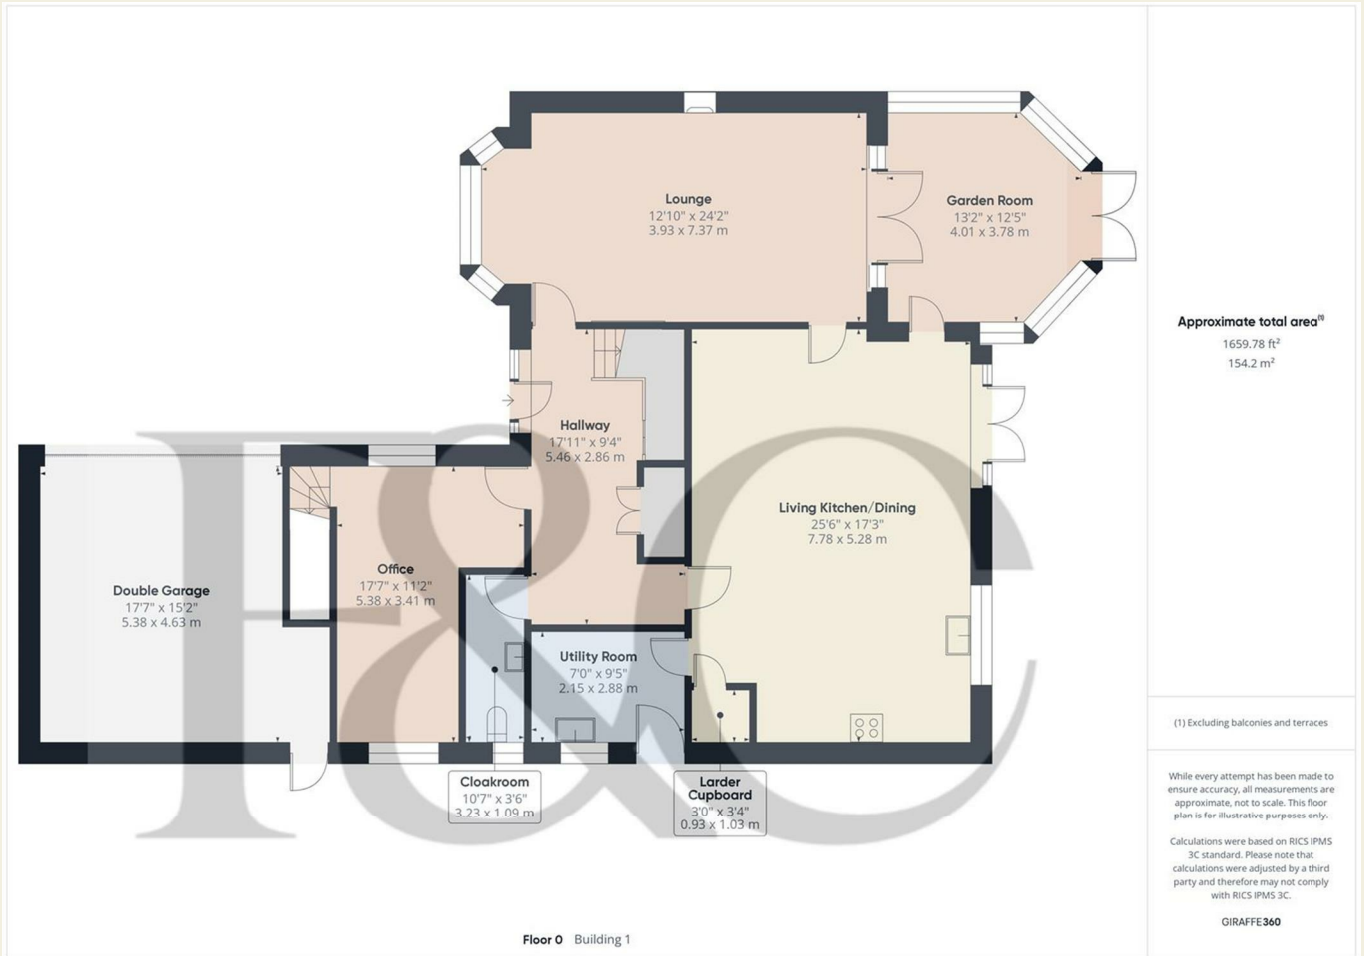 Lounge
12'10" x 24'2"
3.93 x 7.37 m
Garden Room
13'2" x 12'5"
4.01 x 3.78 m
Approximate total area(1)
1659.78 ft²
154.2 m²
Hallway
17'11" x 9'4"
5.46 x 2.86 m
Living Kitchen/Dining
25'6" x 17'3"
7.78 x 5.28 m
Office
17'7" x 11'2"
5.38 x 3.41 m
Double Garage
17'7" x 15'2"
5.38 x 4.63 m
Utility Room
7'0" x 9'5"
2.15 x 2.88 m
Cloakroom
10'7" x 3'6"
3.23 x 1.09 m
Larder
Cupboard
3'0" x 3'4"
0.93 x 1.03 m
F&C
(1) Excluding balconies and terraces
While every attempt has been made to
ensure accuracy, all measurements are
approximate, not to scale. This floor
plan is for illustrative purposes only.
Calculations were based on RICS IPMS
3C standard. Please note that
calculations were adjusted by a third
party and therefore may not comply
with RICS IPMS 3C.
GIRAFFE360
Floor 0 Building 1